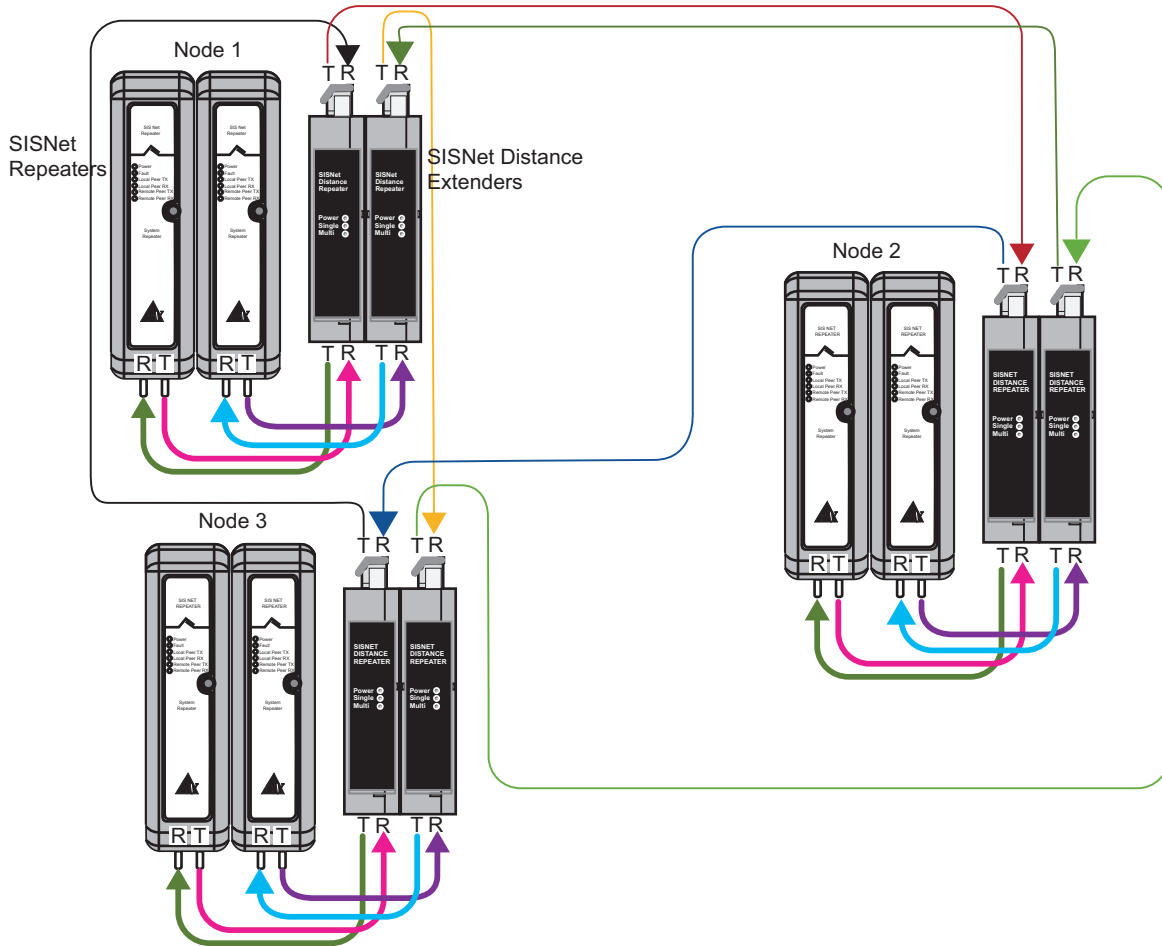 Node 1
T R T R
SISNet
Repeaters
SISNet Distance
Extenders
SIS Net
Repeater
Power
Fault
Local Peer TX
Local Peer RX
Remote Peer TX
Remote Peer RX
System
Repeater
R T
SIS Net
Repeater
Power
Fault
Local Peer TX
Local Peer RX
Remote Peer TX
Remote Peer RX
System
Repeater
R T
SISNet
Distance
Repeater
Power
Single
Multi
SISNet
Distance
Repeater
Power
Single
Multi
T R T R
Node 2
T R T R
SIS NET
REPEATER
Power
Fault
Local Peer TX
Local Peer RX
Remote Peer TX
Remote Peer RX
System
Repeater
R T
SIS NET
REPEATER
Power
Fault
Local Peer TX
Local Peer RX
Remote Peer TX
Remote Peer RX
System
Repeater
R T
SISNET
DISTANCE
REPEATER
Power
Single
Multi
SISNET
DISTANCE
REPEATER
Power
Single
Multi
T R T R
Node 3
T R T R
SIS NET
REPEATER
Power
Fault
Local Peer TX
Local Peer RX
Remote Peer TX
Remote Peer RX
System
Repeater
R T
SIS NET
REPEATER
Power
Fault
Local Peer TX
Local Peer RX
Remote Peer TX
Remote Peer RX
System
Repeater
R T
SISNET
DISTANCE
REPEATER
Power
Single
Multi
SISNET
DISTANCE
REPEATER
Power
Single
Multi
T R T R